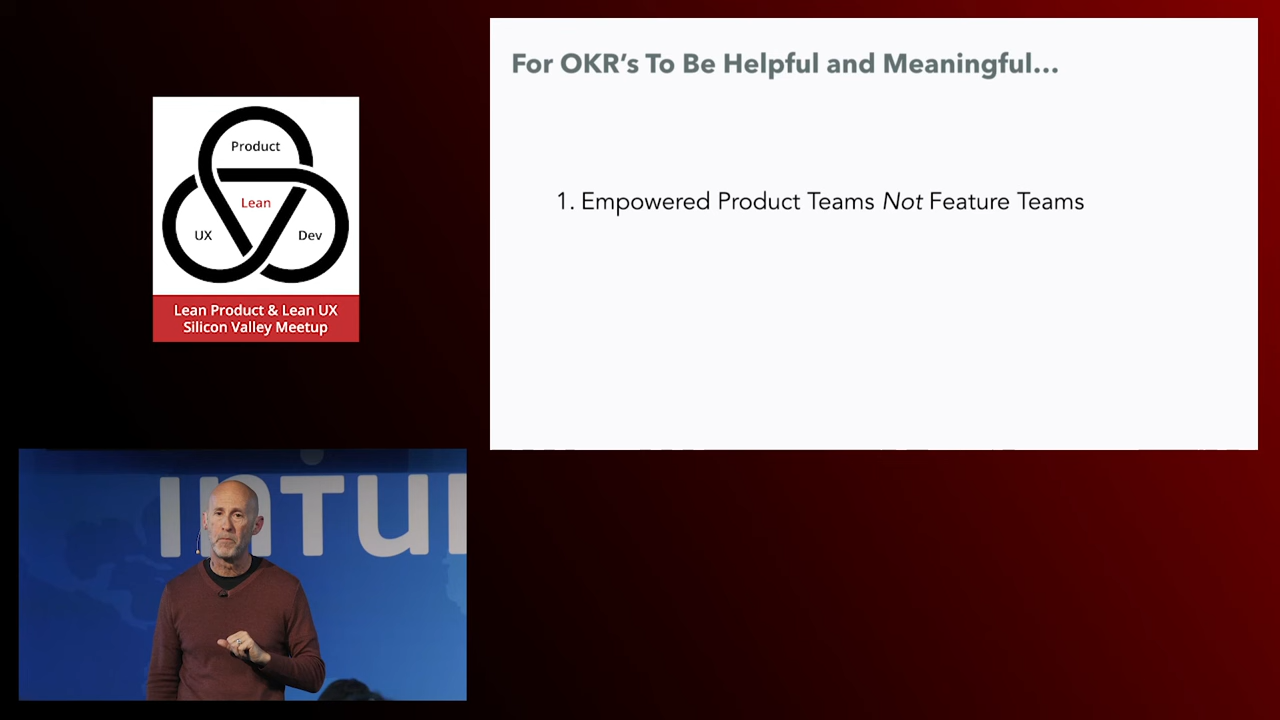 For OKR’s To Be Helpful and Meaningful…
1. Empowered Product Teams Not Feature Teams
Product
Lean
UX Dev
Lean Product & Lean UX
Silicon Valley Meetup